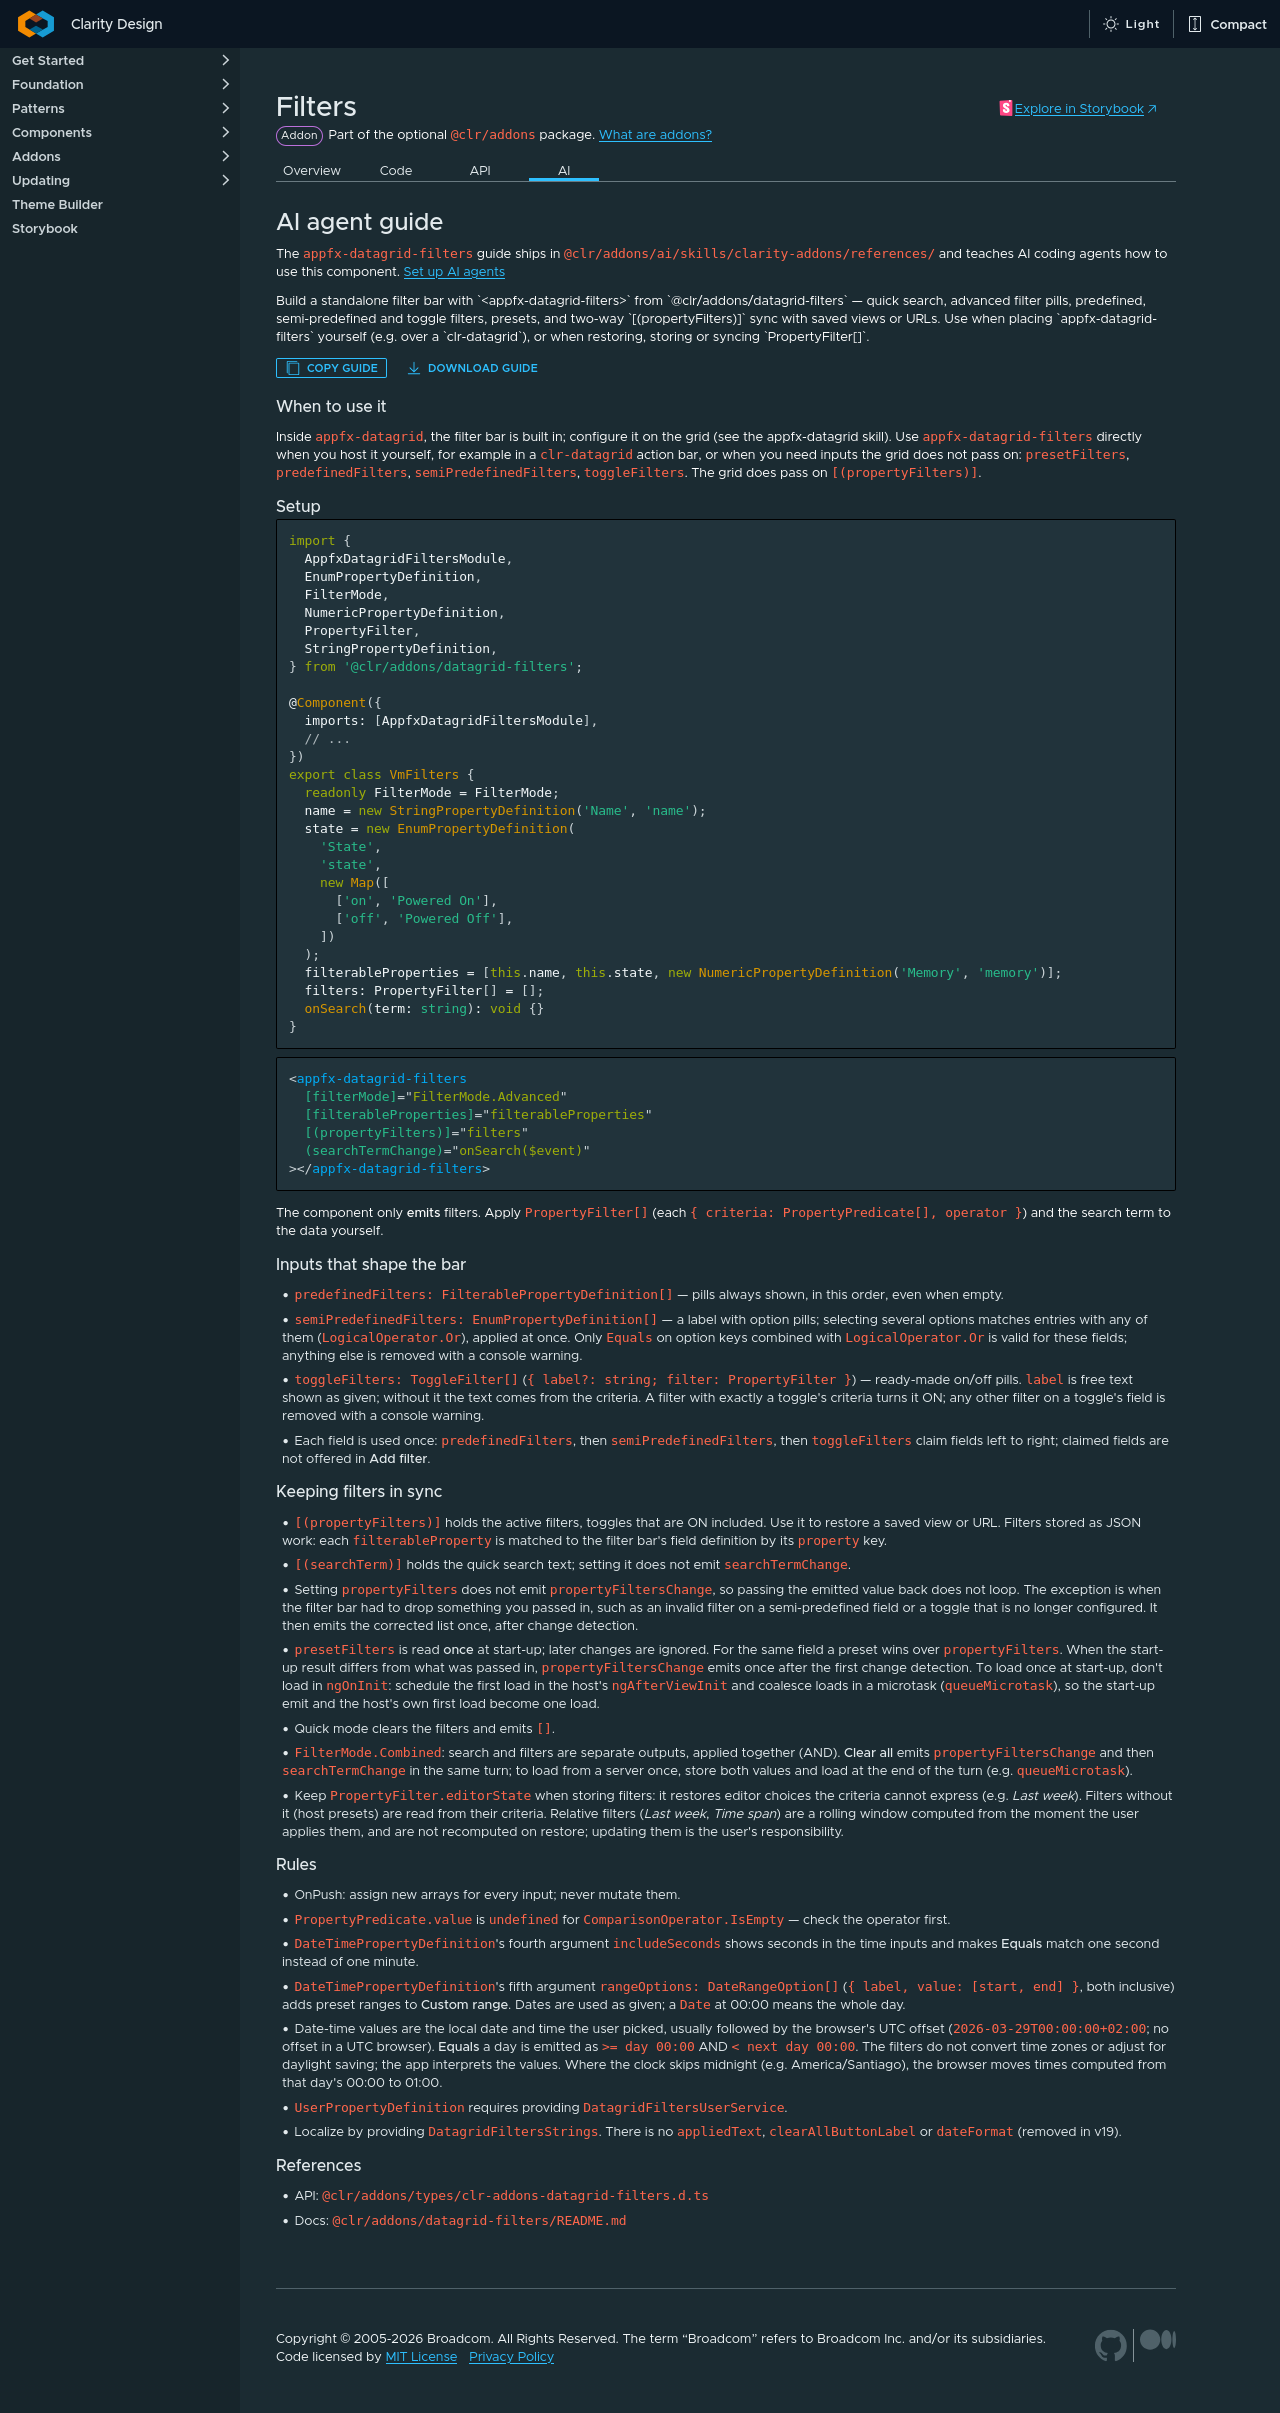 Clarity Design
Light
Compact
Get Started
Foundation
Patterns
Components
Addons
Updating
Theme Builder
Storybook
Filters
Explore in Storybook
Addon Part of the optional @clr/addons package. What are addons?
Overview Code API AI
AI agent guide
The appfx-datagrid-filters guide ships in @clr/addons/ai/skills/clarity-addons/references/ and teaches AI coding agents how to
use this component. Set up AI agents
Build a standalone filter bar with `<appfx-datagrid-filters>` from `@clr/addons/datagrid-filters` — quick search, advanced filter pills, predefined,
semi-predefined and toggle filters, presets, and two-way `[(propertyFilters)]` sync with saved views or URLs. Use when placing `appfx-datagrid-
filters` yourself (e.g. over a `clr-datagrid`), or when restoring, storing or syncing `PropertyFilter[]`.
COPY GUIDE DOWNLOAD GUIDE
When to use it
Inside appfx-datagrid, the filter bar is built in; configure it on the grid (see the appfx-datagrid skill). Use appfx-datagrid-filters directly
when you host it yourself, for example in a clr-datagrid action bar, or when you need inputs the grid does not pass on: presetFilters,
predefinedFilters, semiPredefinedFilters, toggleFilters. The grid does pass on [(propertyFilters)].
Setup
import {
  AppfxDatagridFiltersModule,
  EnumPropertyDefinition,
  FilterMode,
  NumericPropertyDefinition,
  PropertyFilter,
  StringPropertyDefinition,
} from '@clr/addons/datagrid-filters';
@Component({
  imports: [AppfxDatagridFiltersModule],
  // ...
})
export class VmFilters {
  readonly FilterMode = FilterMode;
  name = new StringPropertyDefinition('Name', 'name');
  state = new EnumPropertyDefinition(
    'State',
    'state',
    new Map([
      ['on', 'Powered On'],
      ['off', 'Powered Off'],
    ])
  );
  filterableProperties = [this.name, this.state, new NumericPropertyDefinition('Memory', 'memory')];
  filters: PropertyFilter[] = [];
  onSearch(term: string): void {}
}
<appfx-datagrid-filters
  [filterMode]="FilterMode.Advanced"
  [filterableProperties]="filterableProperties"
  [(propertyFilters)]="filters"
  (searchTermChange)="onSearch($event)"
></appfx-datagrid-filters>
The component only emits filters. Apply PropertyFilter[] (each { criteria: PropertyPredicate[], operator }) and the search term to
the data yourself.
Inputs that shape the bar
• predefinedFilters: FilterablePropertyDefinition[] — pills always shown, in this order, even when empty.
• semiPredefinedFilters: EnumPropertyDefinition[] — a label with option pills; selecting several options matches entries with any of
them (LogicalOperator.Or), applied at once. Only Equals on option keys combined with LogicalOperator.Or is valid for these fields;
anything else is removed with a console warning.
• toggleFilters: ToggleFilter[] ({ label?: string; filter: PropertyFilter }) — ready-made on/off pills. label is free text
shown as given; without it the text comes from the criteria. A filter with exactly a toggle's criteria turns it ON; any other filter on a toggle's field is
removed with a console warning.
• Each field is used once: predefinedFilters, then semiPredefinedFilters, then toggleFilters claim fields left to right; claimed fields are
not offered in Add filter.
Keeping filters in sync
• [(propertyFilters)] holds the active filters, toggles that are ON included. Use it to restore a saved view or URL. Filters stored as JSON
work: each filterableProperty is matched to the filter bar's field definition by its property key.
• [(searchTerm)] holds the quick search text; setting it does not emit searchTermChange.
• Setting propertyFilters does not emit propertyFiltersChange, so passing the emitted value back does not loop. The exception is when
the filter bar had to drop something you passed in, such as an invalid filter on a semi-predefined field or a toggle that is no longer configured. It
then emits the corrected list once, after change detection.
• presetFilters is read once at start-up; later changes are ignored. For the same field a preset wins over propertyFilters. When the start-
up result differs from what was passed in, propertyFiltersChange emits once after the first change detection. To load once at start-up, don't
load in ngOnInit: schedule the first load in the host's ngAfterViewInit and coalesce loads in a microtask (queueMicrotask), so the start-up
emit and the host's own first load become one load.
• Quick mode clears the filters and emits [].
• FilterMode.Combined: search and filters are separate outputs, applied together (AND). Clear all emits propertyFiltersChange and then
searchTermChange in the same turn; to load from a server once, store both values and load at the end of the turn (e.g. queueMicrotask).
• Keep PropertyFilter.editorState when storing filters: it restores editor choices the criteria cannot express (e.g. Last week). Filters without
it (host presets) are read from their criteria. Relative filters (Last week, Time span) are a rolling window computed from the moment the user
applies them, and are not recomputed on restore; updating them is the user's responsibility.
Rules
• OnPush: assign new arrays for every input; never mutate them.
• PropertyPredicate.value is undefined for ComparisonOperator.IsEmpty — check the operator first.
• DateTimePropertyDefinition's fourth argument includeSeconds shows seconds in the time inputs and makes Equals match one second
instead of one minute.
• DateTimePropertyDefinition's fifth argument rangeOptions: DateRangeOption[] ({ label, value: [start, end] }, both inclusive)
adds preset ranges to Custom range. Dates are used as given; a Date at 00:00 means the whole day.
• Date-time values are the local date and time the user picked, usually followed by the browser's UTC offset (2026-03-29T00:00:00+02:00; no
offset in a UTC browser). Equals a day is emitted as >= day 00:00 AND < next day 00:00. The filters do not convert time zones or adjust for
daylight saving; the app interprets the values. Where the clock skips midnight (e.g. America/Santiago), the browser moves times computed from
that day's 00:00 to 01:00.
• UserPropertyDefinition requires providing DatagridFiltersUserService.
• Localize by providing DatagridFiltersStrings. There is no appliedText, clearAllButtonLabel or dateFormat (removed in v19).
References
• API: @clr/addons/types/clr-addons-datagrid-filters.d.ts
• Docs: @clr/addons/datagrid-filters/README.md
Copyright © 2005-2026 Broadcom. All Rights Reserved. The term “Broadcom” refers to Broadcom Inc. and/or its subsidiaries.
Code licensed by MIT License Privacy Policy